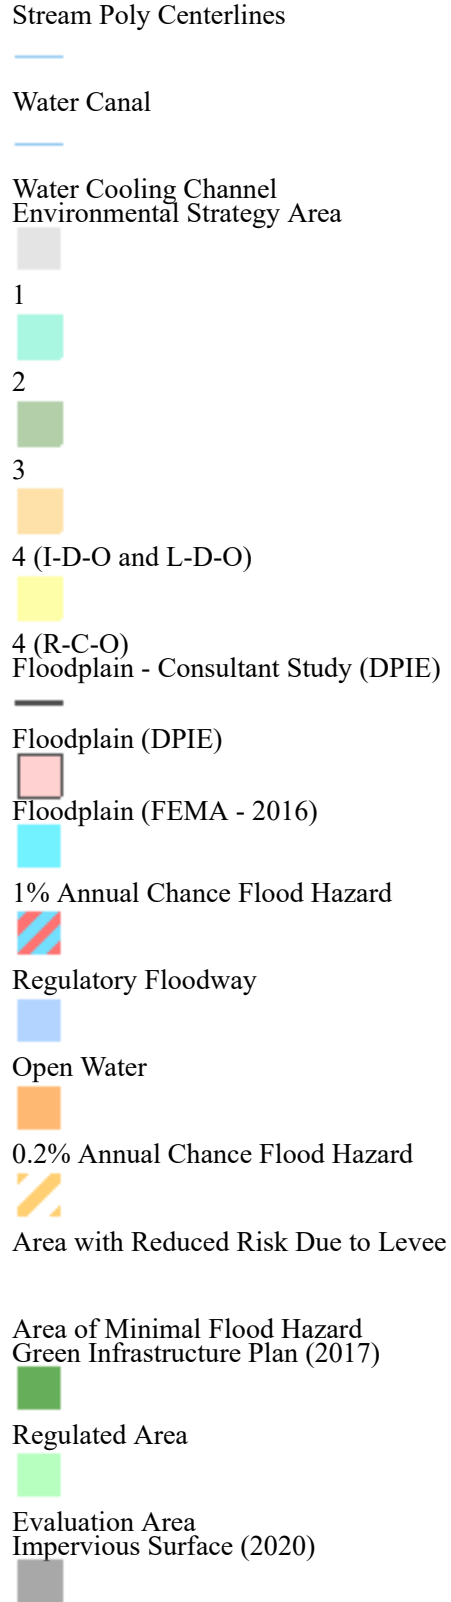 Stream Poly Centerlines
Water Canal
Water Cooling Channel
Environmental Strategy Area
1
2
3
4 (I-D-O and L-D-O)
4 (R-C-O)
Floodplain - Consultant Study (DPIE)
Floodplain (DPIE)
Floodplain (FEMA - 2016)
1% Annual Chance Flood Hazard
Regulatory Floodway
Open Water
0.2% Annual Chance Flood Hazard
Area with Reduced Risk Due to Levee
Area of Minimal Flood Hazard
Green Infrastructure Plan (2017)
Regulated Area
Evaluation Area
Impervious Surface (2020)